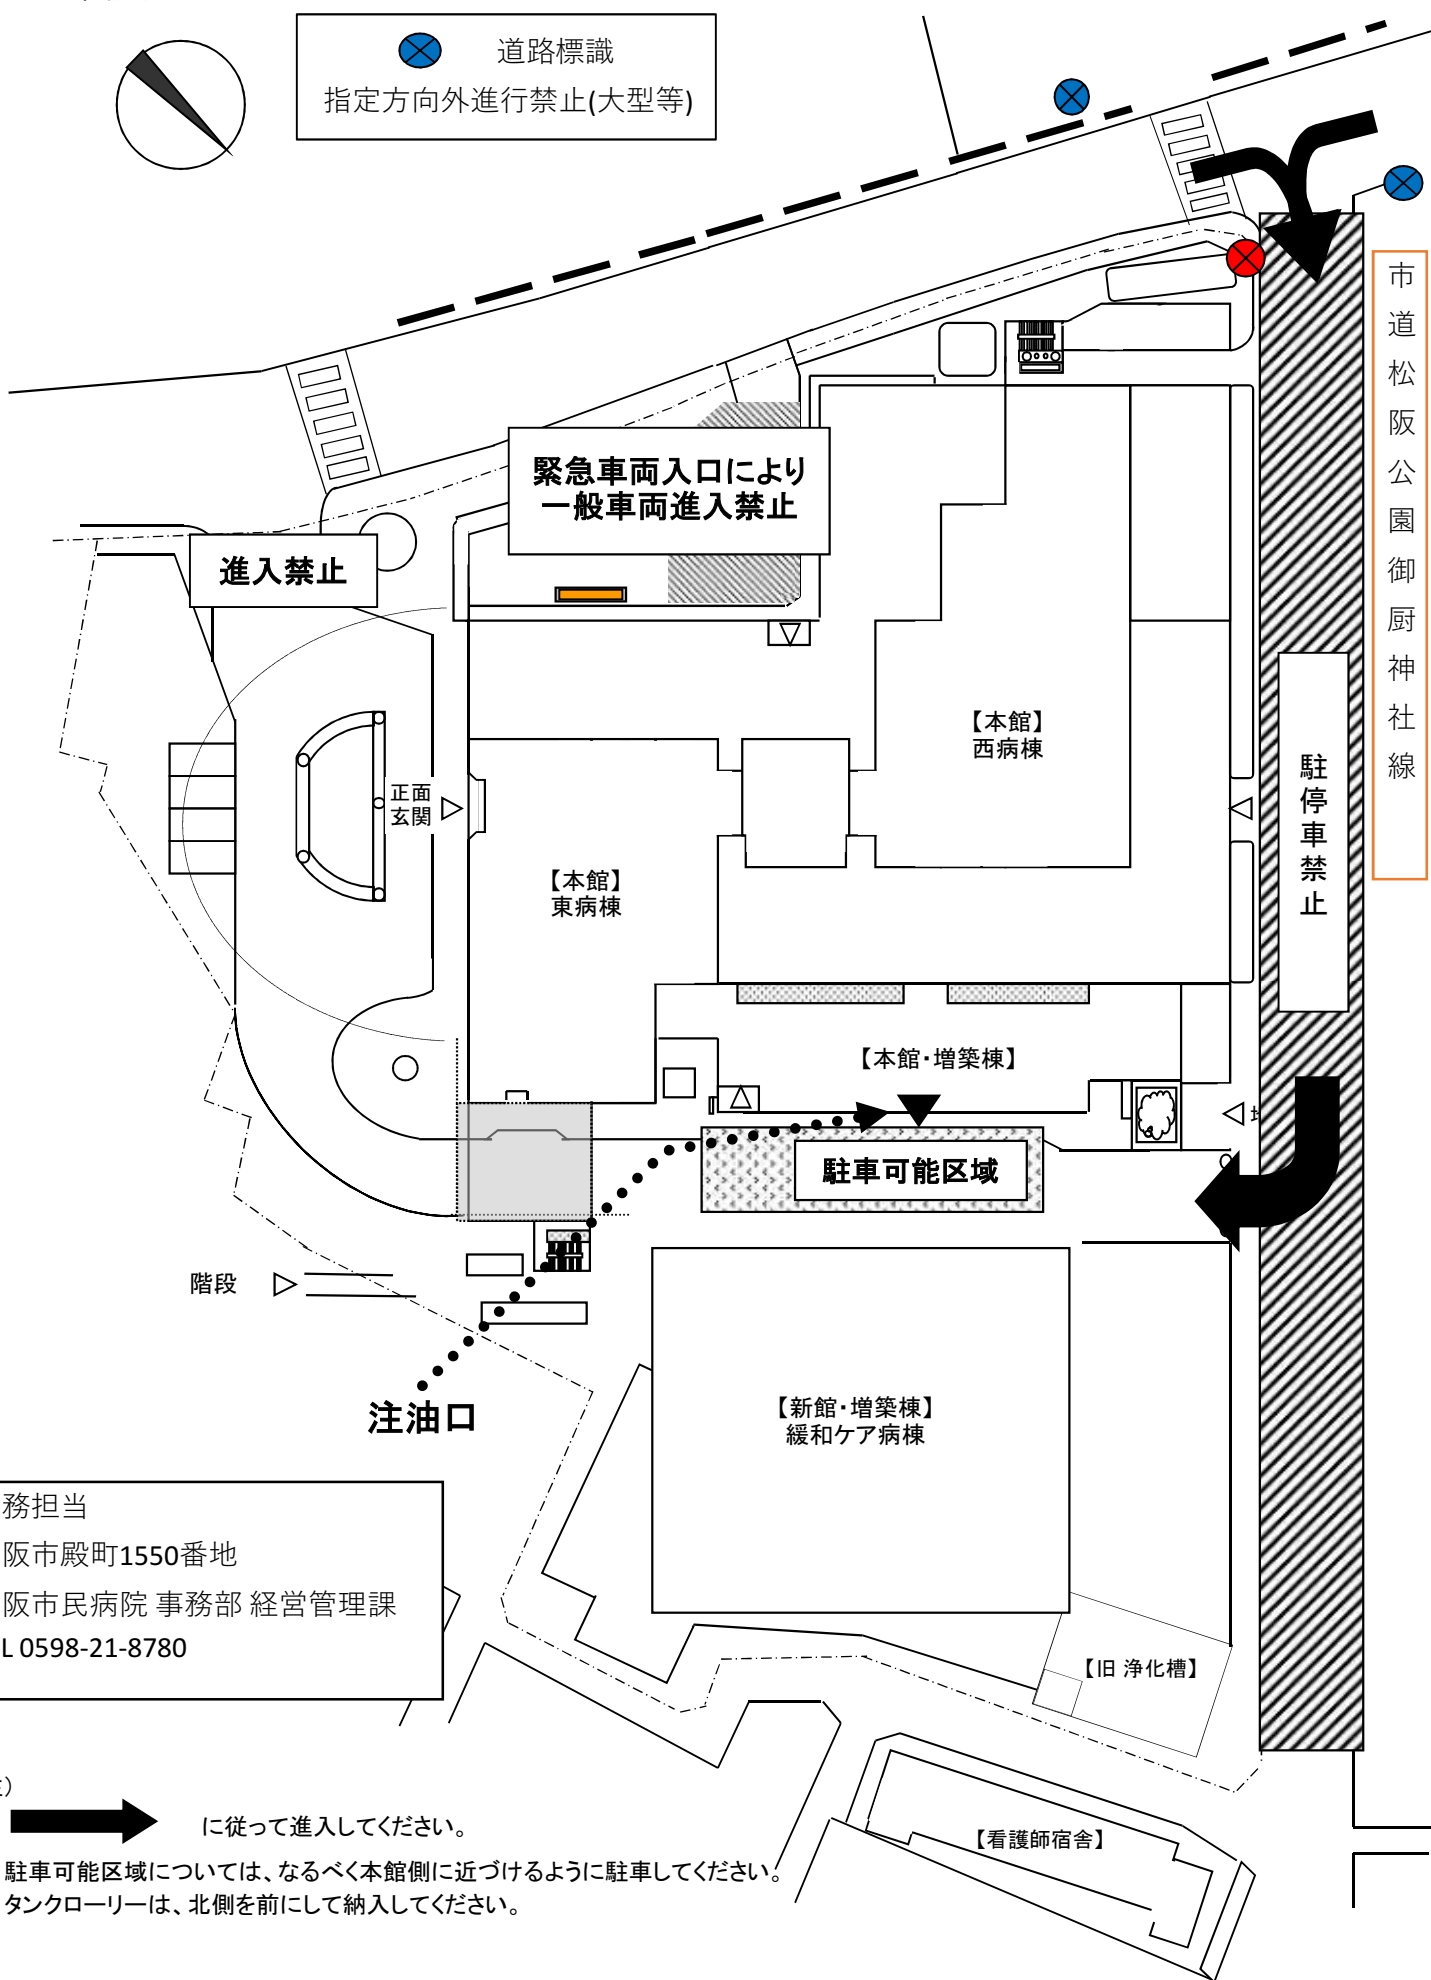 道路標識
指定方向外進行禁止(大型等)
市道松阪公園御厨神社線
緊急車両入口により
一般車両進入禁止
進入禁止
【本館】
西病棟
正面
玄関
駐停車禁止
【本館】
東病棟
【本館・増築棟】
駐車可能区域
階段
注油口
【新館・増築棟】
緩和ケア病棟
務担当
阪市殿町1550番地
阪市民病院 事務部 経営管理課
L 0598-21-8780
【旧 浄化槽】
)
に従って進入してください。
【看護師宿舎】
駐車可能区域については、なるべく本館側に近づけるように駐車してください。
タンクローリーは、北側を前にして納入してください。